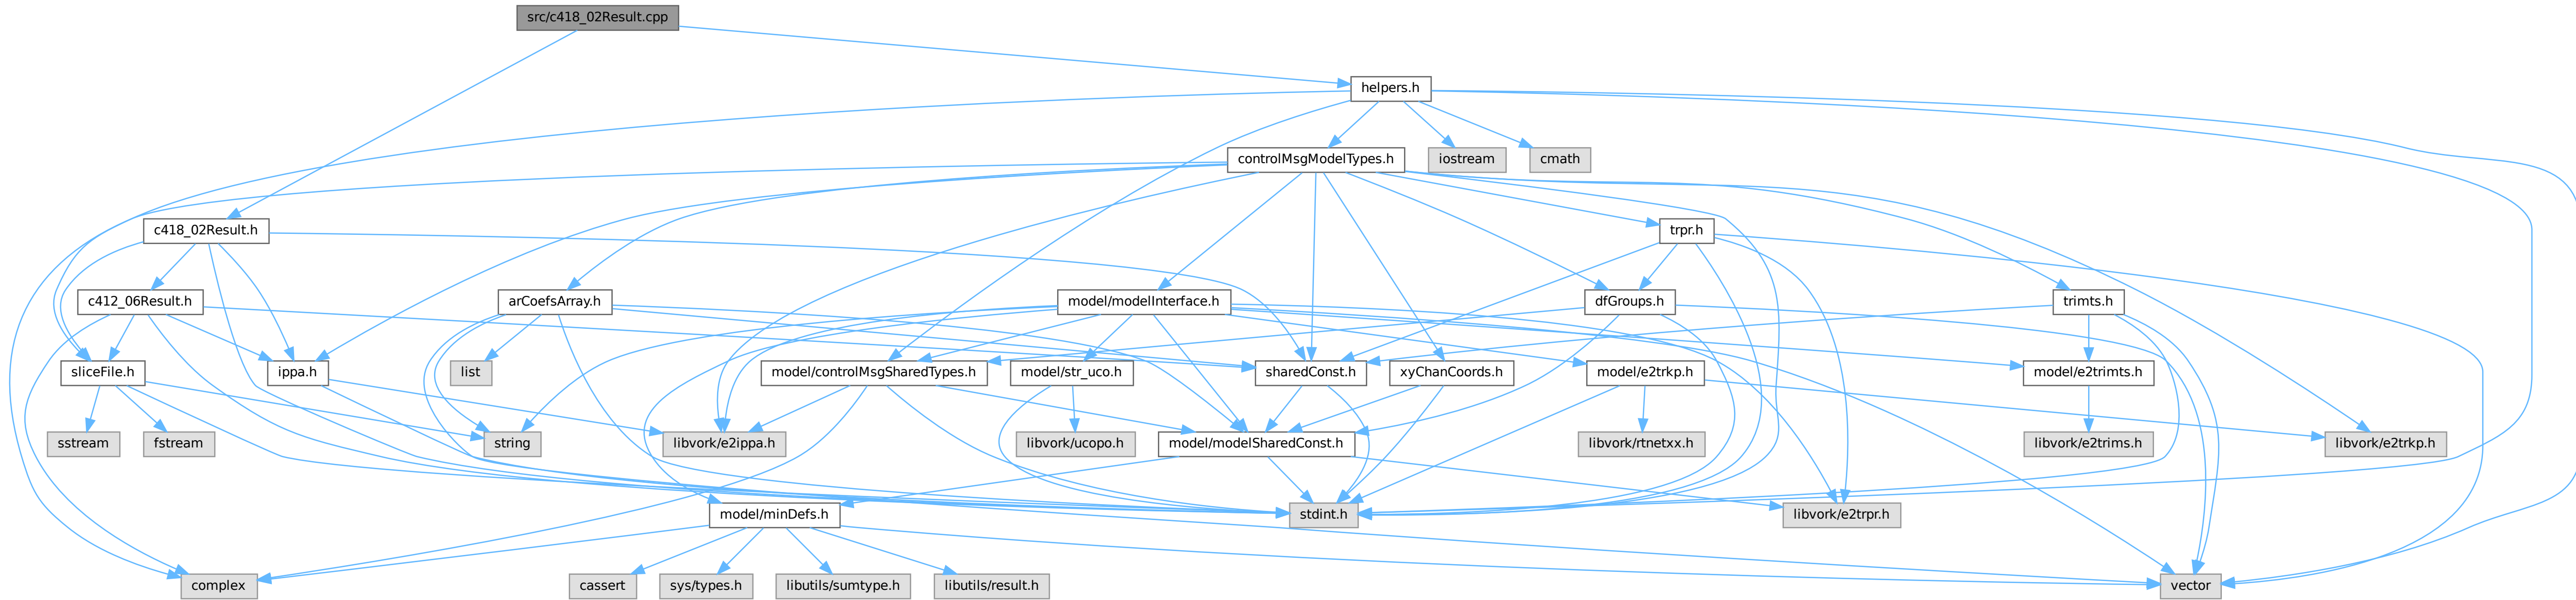 src/c418_02Result.cpp
helpers.h
controlMsgModelTypes.h
iostream
cmath
c418_02Result.h
trpr.h
c412_06Result.h
arCoefsArray.h
model/modelInterface.h
dfGroups.h
trimts.h
sliceFile.h
ippa.h
list
model/controlMsgSharedTypes.h
model/str_uco.h
sharedConst.h
xyChanCoords.h
model/e2trkp.h
model/e2trimts.h
sstream
fstream
string
libvork/e2ippa.h
libvork/ucopo.h
model/modelSharedConst.h
libvork/rtnetxx.h
libvork/e2trims.h
libvork/e2trkp.h
model/minDefs.h
stdint.h
libvork/e2trpr.h
complex
cassert
sys/types.h
libutils/sumtype.h
libutils/result.h
vector